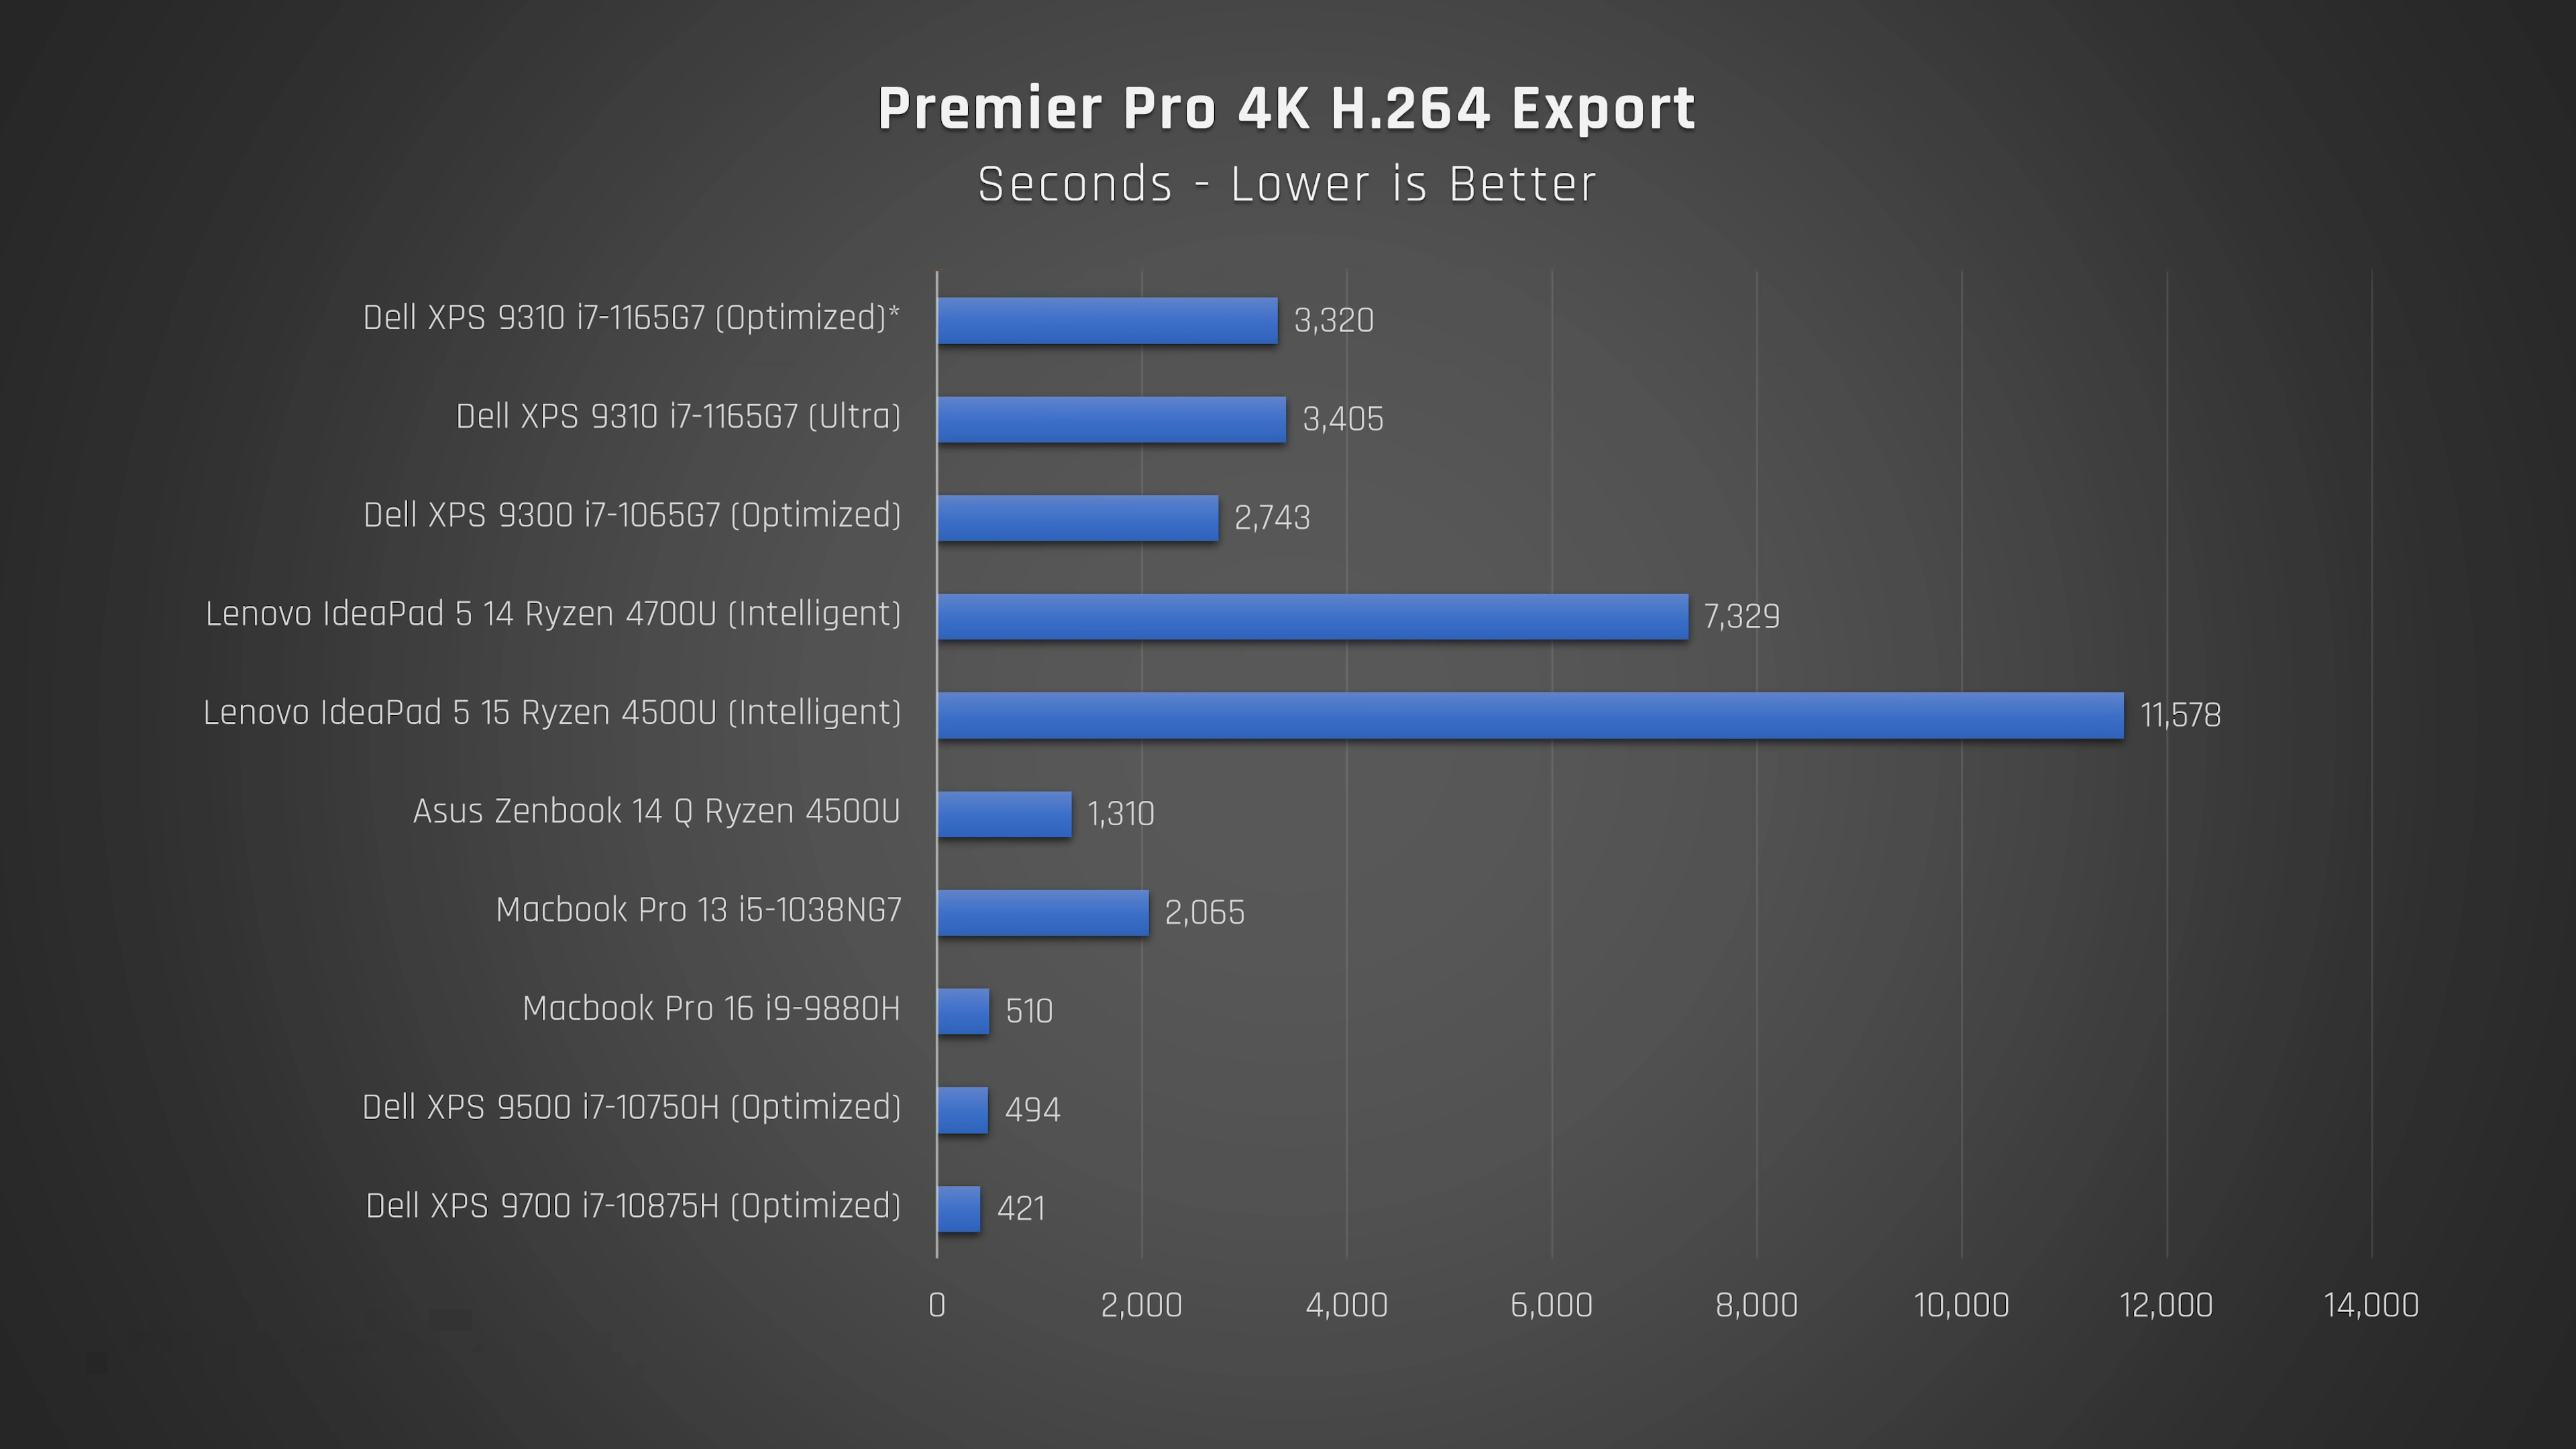 Premier Pro 4K H.264 Export
Seconds - Lower is Better
Dell XPS 9310 i7-1165G7 (Optimized)* 3,320
Dell XPS 9310 i7-1165G7 (Ultra) 3,405
Dell XPS 9300 i7-1065G7 (Optimized) 2,743
Lenovo IdeaPad 5 14 Ryzen 4700U (Intelligent) 7,329
Lenovo IdeaPad 5 15 Ryzen 4500U (Intelligent) 11,578
Asus Zenbook 14 Q Ryzen 4500U 1,310
Macbook Pro 13 i5-1038NG7 2,065
Macbook Pro 16 i9-9880H 510
Dell XPS 9500 i7-10750H (Optimized) 494
Dell XPS 9700 i7-10875H (Optimized) 421
0 2,000 4,000 6,000 8,000 10,000 12,000 14,000